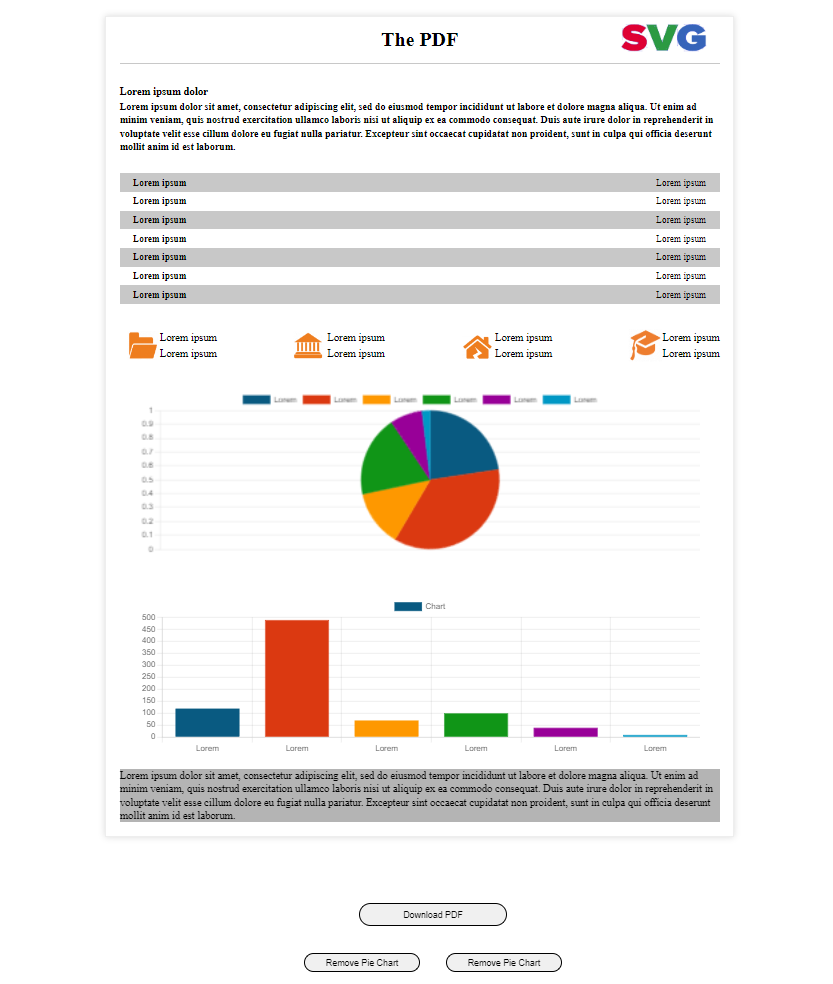 The PDF
SVG
Lorem ipsum dolor
Lorem ipsum dolor sit amet, consectetur adipiscing elit, sed do eiusmod tempor incididunt ut labore et dolore magna aliqua. Ut enim ad
minim veniam, quis nostrud exercitation ullamco laboris nisi ut aliquip ex ea commodo consequat. Duis aute irure dolor in reprehenderit in
voluptate velit esse cillum dolore eu fugiat nulla pariatur. Excepteur sint occaecat cupidatat non proident, sunt in culpa qui officia deserunt
mollit anim id est laborum.
Lorem ipsum Lorem ipsum
Lorem ipsum Lorem ipsum
Lorem ipsum Lorem ipsum
Lorem ipsum Lorem ipsum
Lorem ipsum Lorem ipsum
Lorem ipsum Lorem ipsum
Lorem ipsum Lorem ipsum
Lorem ipsum Lorem ipsum Lorem ipsum Lorem ipsum
Lorem ipsum Lorem ipsum Lorem ipsum Lorem ipsum
Lorem Lorem Lorem Lorem Lorem Lorem
1
0.9
0.8
0.7
0.6
0.5
0.4
0.3
0.2
0.1
0
Chart
500
450
400
350
300
250
200
150
100
50
0
Lorem Lorem Lorem Lorem Lorem Lorem
Lorem ipsum dolor sit amet, consectetur adipiscing elit, sed do eiusmod tempor incididunt ut labore et dolore magna aliqua. Ut enim ad
minim veniam, quis nostrud exercitation ullamco laboris nisi ut aliquip ex ea commodo consequat. Duis aute irure dolor in reprehenderit in
voluptate velit esse cillum dolore eu fugiat nulla pariatur. Excepteur sint occaecat cupidatat non proident, sunt in culpa qui officia deserunt
mollit anim id est laborum.
Download PDF
Remove Pie Chart Remove Pie Chart